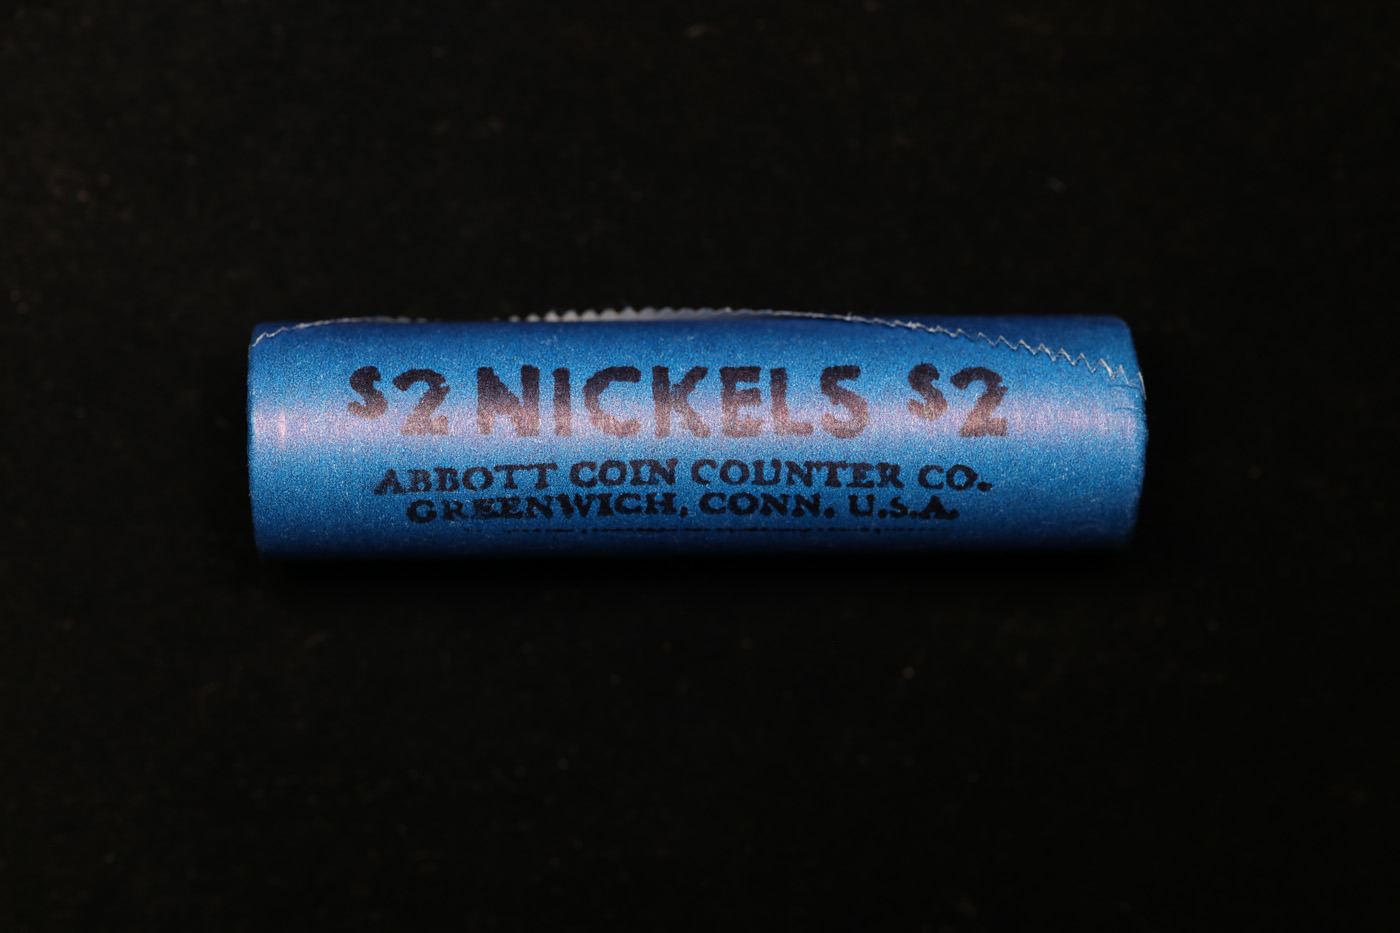 $2 NICKELS $2
ABBOTT COIN COUNTER CO.
GREENWICH, CONN. U.S.A.